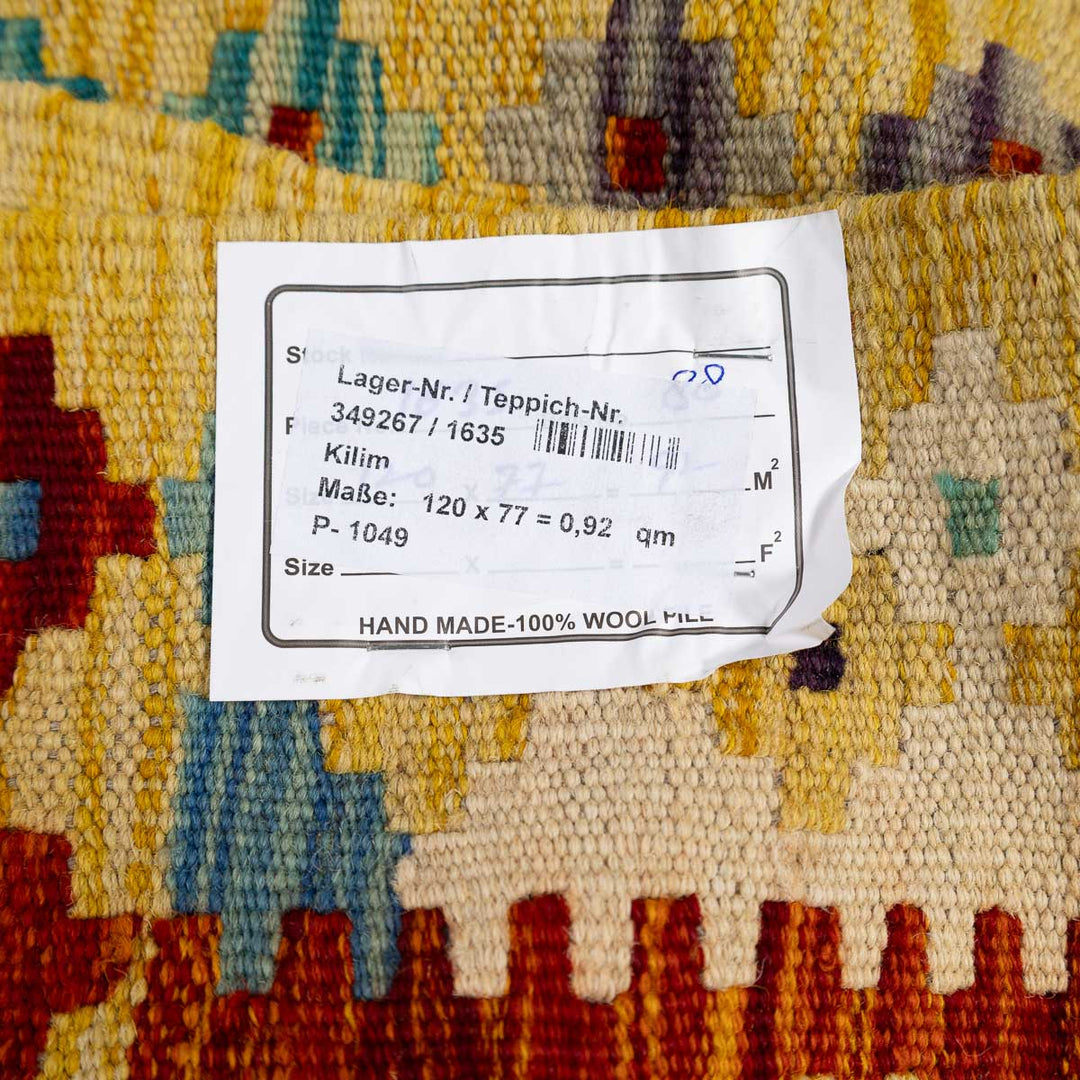 Stock
Lager-Nr. / Teppich-Nr.
349267 / 1635
Kilim
Maße: 120 x 77 = 0,92 qm
P- 1049
M²
Size x = F²
HAND MADE-100% WOOL PILE